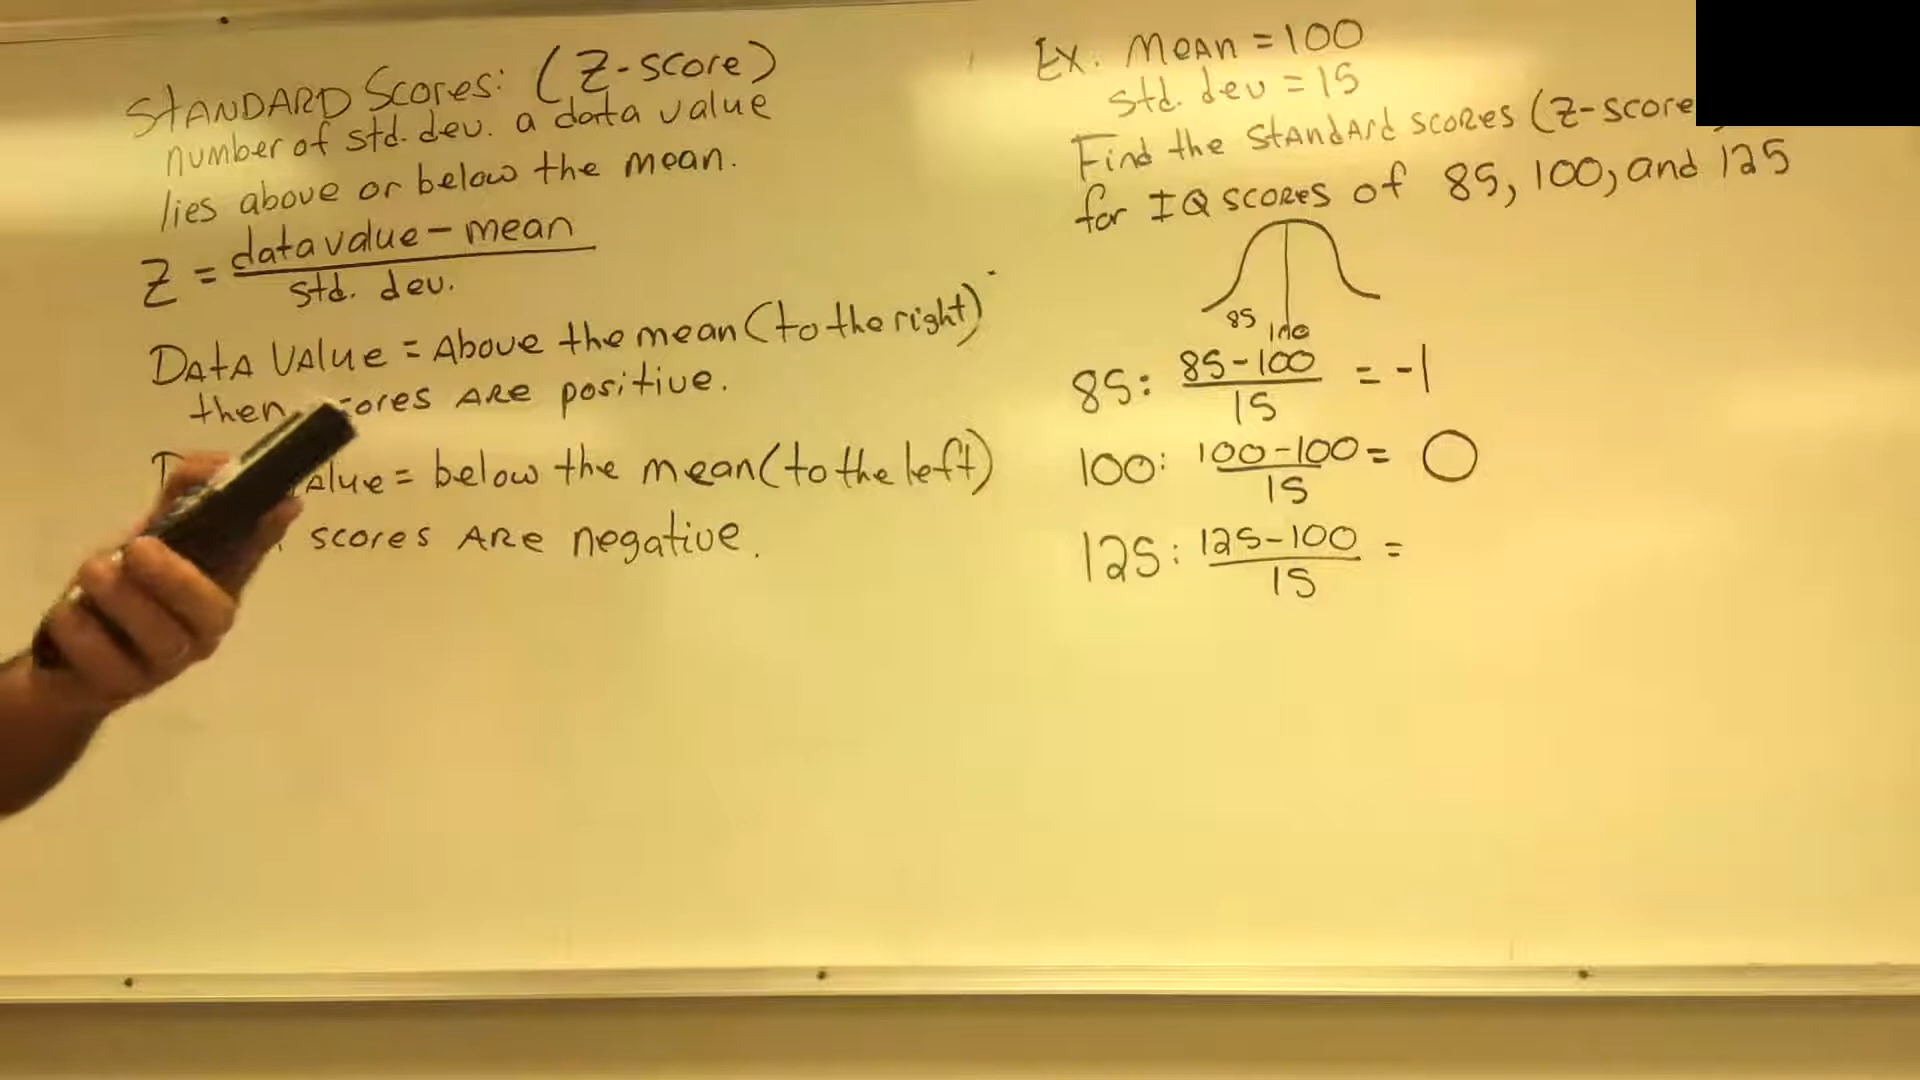 STANDARD Scores: (Z-score)
number of std. dev. a data value
lies above or below the mean.
Z = data value - mean
std. dev.
DATA VALUE = Above the mean (to the right)
then scores ARE positive.
value = below the mean (to the left)
scores ARE negative.
Ex. Mean = 100
std. dev = 15
Find the STANDARD SCORES (Z-score
for IQ SCORES of 85, 100, and 125
85
100
85: 85-100 = -1
15
100: 100-100 = 0
15
125: 125-100 =
15